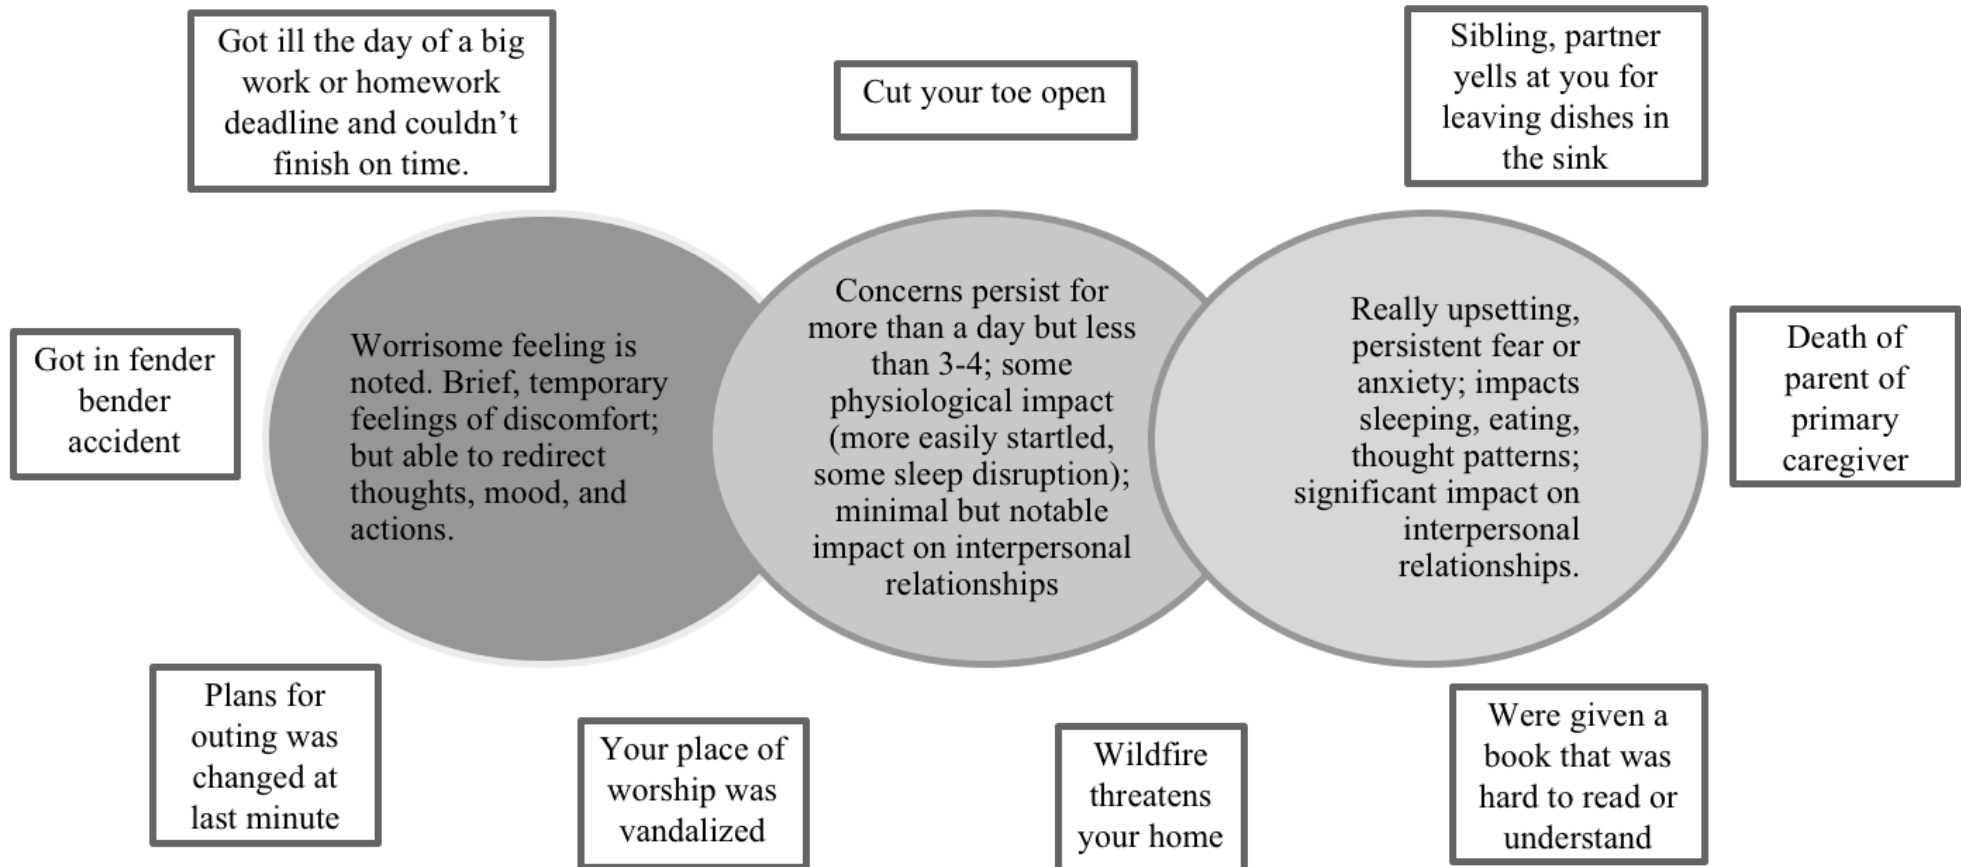 Got ill the day of a big
work or homework
deadline and couldn’t
finish on time.
Cut your toe open
Sibling, partner
yells at you for
leaving dishes in
the sink
Got in fender
bender
accident
Worrisome feeling is
noted. Brief, temporary
feelings of discomfort;
but able to redirect
thoughts, mood, and
actions.
Concerns persist for
more than a day but less
than 3-4; some
physiological impact
(more easily startled,
some sleep disruption);
minimal but notable
impact on interpersonal
relationships
Really upsetting,
persistent fear or
anxiety; impacts
sleeping, eating,
thought patterns;
significant impact on
interpersonal
relationships.
Death of
parent of
primary
caregiver
Plans for
outing was
changed at
last minute
Your place of
worship was
vandalized
Wildfire
threatens
your home
Were given a
book that was
hard to read or
understand